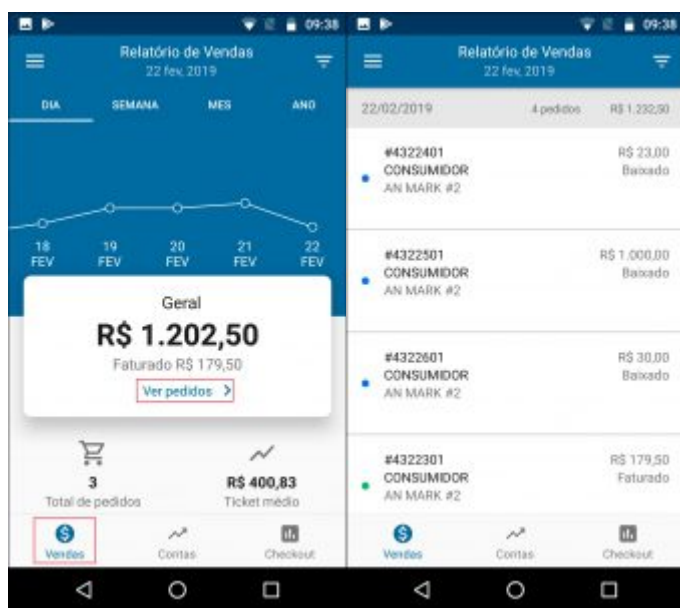 09:38
Relatório de Vendas
22 fev, 2019
DIA SEMANA MES ANO
18 19 20 21 22
FEV FEV FEV FEV FEV
Geral
R$ 1.202,50
Faturado R$ 179,50
Ver pedidos
3 R$ 400,83
Total de pedidos Ticket médio
Vendas Contas Checkout
09:38
Relatório de Vendas
22 fev, 2019
22/02/2019 4 pedidos R$ 1.232,50
#4322401 R$ 23,00
CONSUMIDOR Baixado
AN MARK #2
#4322501 R$ 1.000,00
CONSUMIDOR Baixado
AN MARK #2
#4322601 R$ 30,00
CONSUMIDOR Baixado
AN MARK #2
#4322301 R$ 179,50
CONSUMIDOR Faturado
AN MARK #2
Vendas Contas Checkout